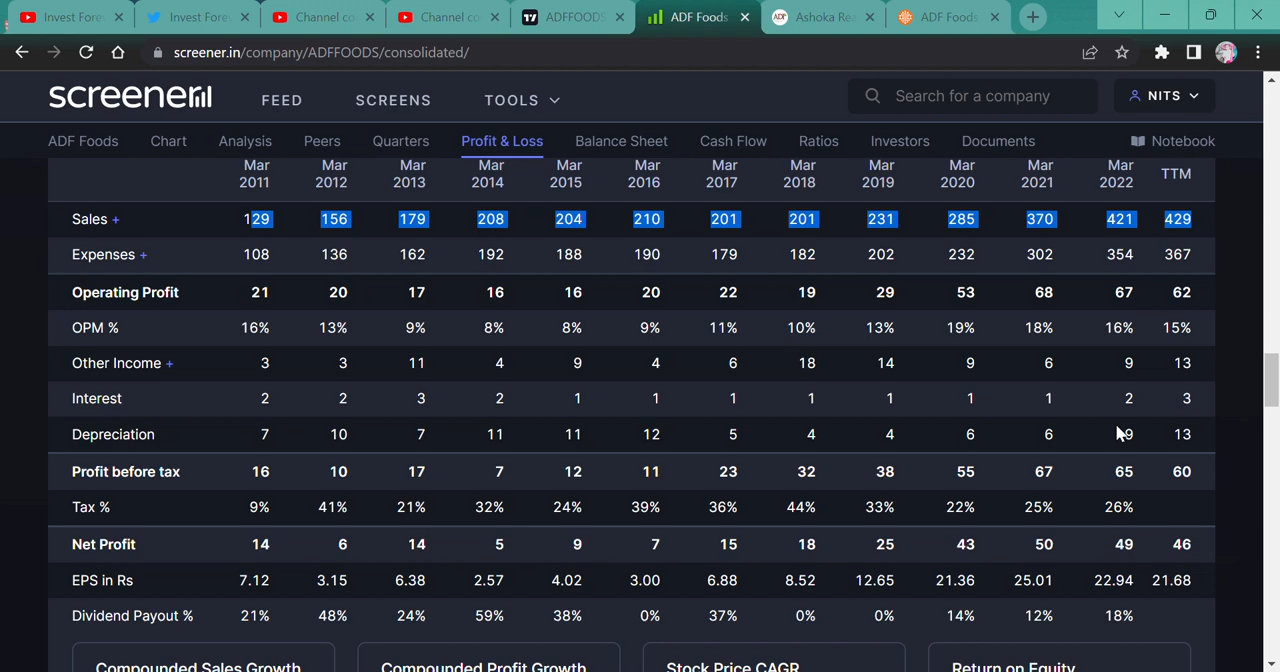 Invest Forev
Invest Forev
Channel co
Channel co
ADFFOODS
ADF Foods
Ashoka Rea
ADF Foods
screener.in/company/ADFFOODS/consolidated/
screener
FEED
SCREENS
TOOLS
Search for a company
NITS
ADF Foods
Chart
Analysis
Peers
Quarters
Profit & Loss
Balance Sheet
Cash Flow
Ratios
Investors
Documents
Notebook
Mar 2011 Mar 2012 Mar 2013 Mar 2014 Mar 2015 Mar 2016 Mar 2017 Mar 2018 Mar 2019 Mar 2020 Mar 2021 Mar 2022 TTM
Sales + 129 156 179 208 204 210 201 201 231 285 370 421 429
Expenses + 108 136 162 192 188 190 179 182 202 232 302 354 367
Operating Profit 21 20 17 16 16 20 22 19 29 53 68 67 62
OPM % 16% 13% 9% 8% 8% 9% 11% 10% 13% 19% 18% 16% 15%
Other Income + 3 3 11 4 9 4 6 18 14 9 6 9 13
Interest 2 2 3 2 1 1 1 1 1 1 1 2 3
Depreciation 7 10 7 11 11 12 5 4 4 6 6 9 13
Profit before tax 16 10 17 7 12 11 23 32 38 55 67 65 60
Tax % 9% 41% 21% 32% 24% 39% 36% 44% 33% 22% 25% 26%
Net Profit 14 6 14 5 9 7 15 18 25 43 50 49 46
EPS in Rs 7.12 3.15 6.38 2.57 4.02 3.00 6.88 8.52 12.65 21.36 25.01 22.94 21.68
Dividend Payout % 21% 48% 24% 59% 38% 0% 37% 0% 0% 14% 12% 18%
Compounded Sales Growth
Compounded Profit Growth
Stock Price CAGR
Return on Equity